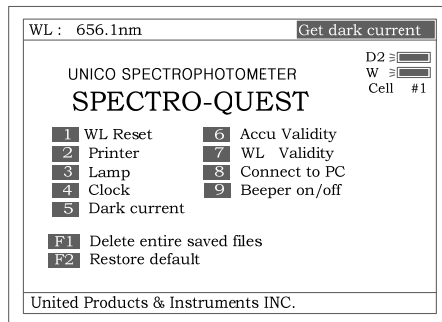 WL : 656.1nm Get dark current
D2
W
Cell #1
UNICO SPECTROPHOTOMETER
SPECTRO-QUEST
1 WL Reset 6 Accu Validity
2 Printer 7 WL Validity
3 Lamp 8 Connect to PC
4 Clock 9 Beeper on/off
5 Dark current
F1 Delete entire saved files
F2 Restore default
United Products & Instruments INC.